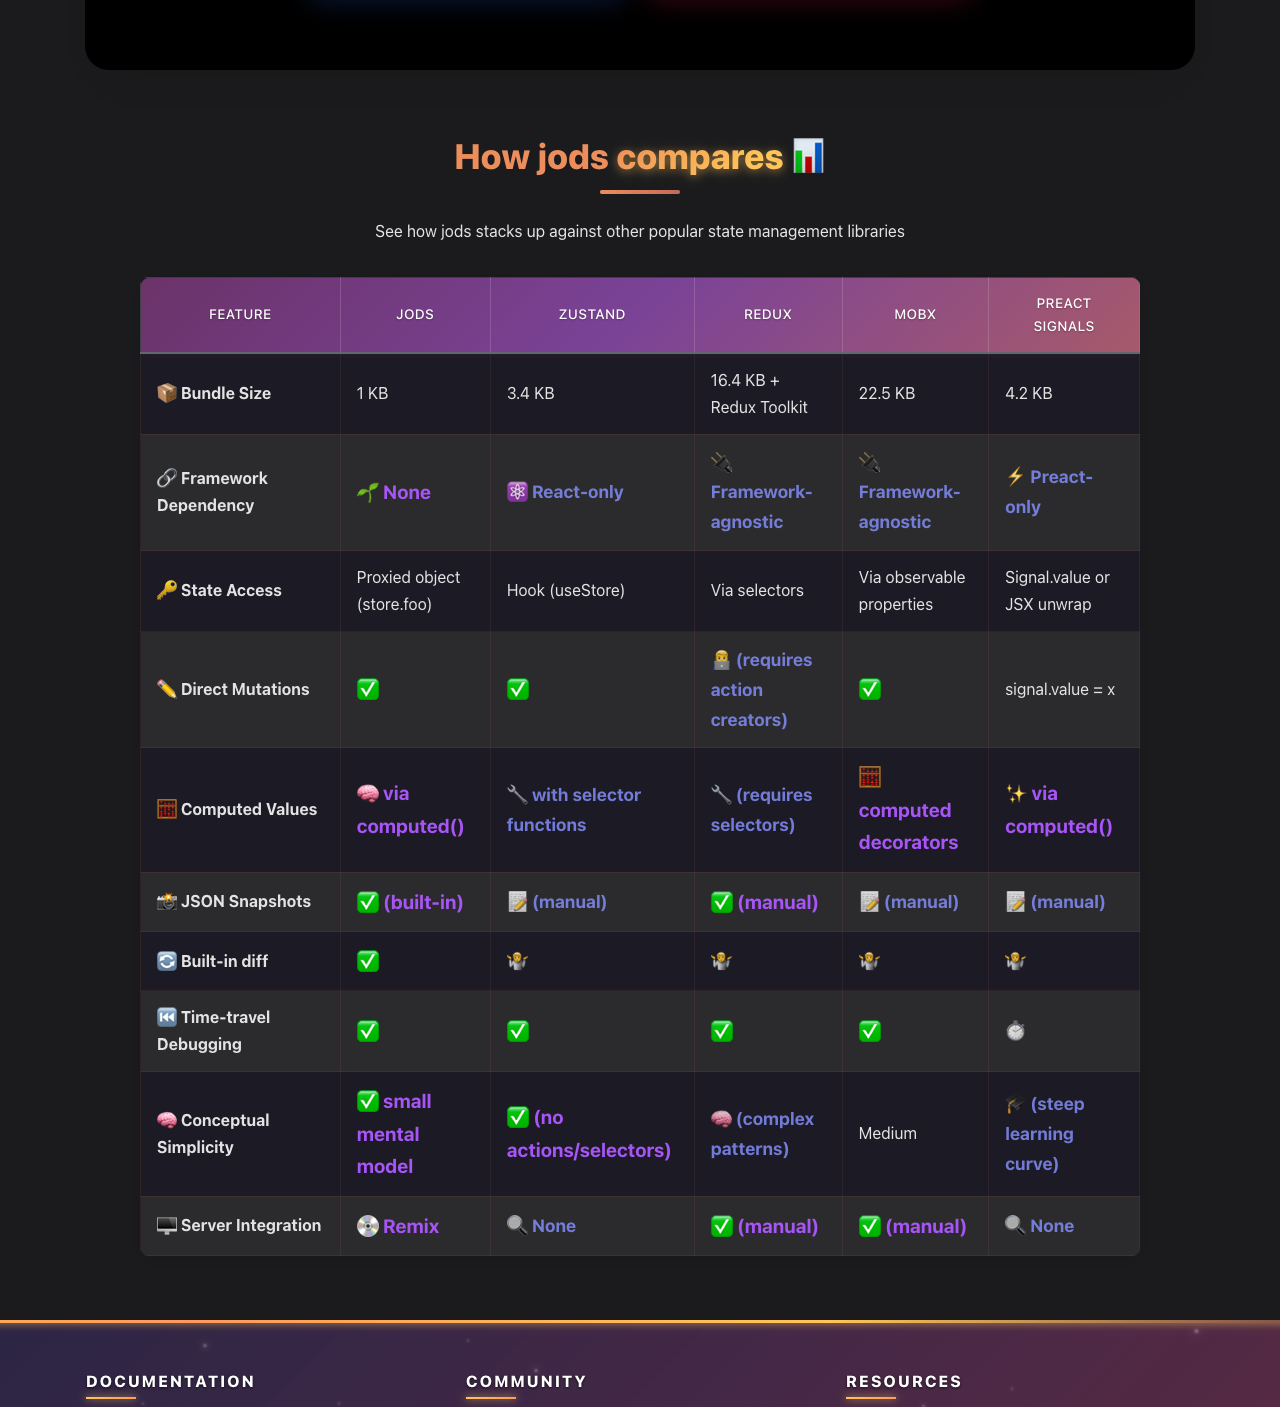 How jods compares 📊
See how jods stacks up against other popular state management libraries
FEATURE JODS ZUSTAND REDUX MOBX PREACT SIGNALS
📦 Bundle Size 1 KB 3.4 KB 16.4 KB + Redux Toolkit 22.5 KB 4.2 KB
🔗 Framework Dependency 🌱 None ⚛️ React-only 🔌 Framework-agnostic 🔌 Framework-agnostic ⚡ Preact-only
🔑 State Access Proxied object (store.foo) Hook (useStore) Via selectors Via observable properties Signal.value or JSX unwrap
✏️ Direct Mutations ✅ ✅ 👨‍💻 (requires action creators) ✅ signal.value = x
🧮 Computed Values 🧠 via computed() 🔧 with selector functions 🔧 (requires selectors) 🧮 computed decorators ✨ via computed()
📸 JSON Snapshots ✅ (built-in) 📝 (manual) ✅ (manual) 📝 (manual) 📝 (manual)
🔄 Built-in diff ✅ 🤷 🤷 🤷 🤷
⏮️ Time-travel Debugging ✅ ✅ ✅ ✅ ⏱️
🧠 Conceptual Simplicity ✅ small mental model ✅ (no actions/selectors) 🧠 (complex patterns) Medium 🎓 (steep learning curve)
🖥️ Server Integration 💿 Remix 🔍 None ✅ (manual) ✅ (manual) 🔍 None
DOCUMENTATION COMMUNITY RESOURCES